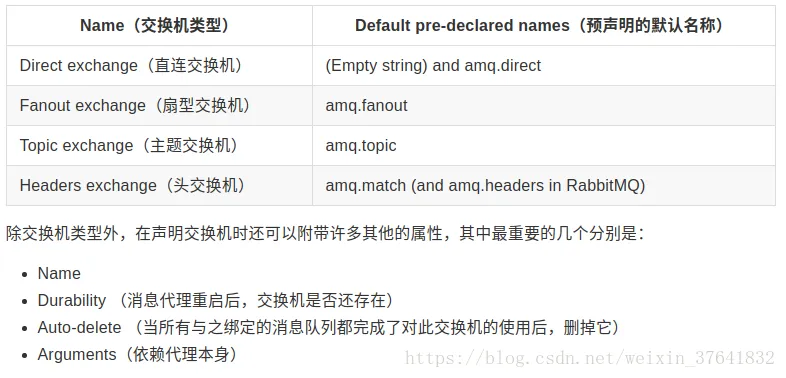 Name（交换机类型） Default pre-declared names（预声明的默认名称）
Direct exchange（直连交换机） (Empty string) and amq.direct
Fanout exchange（扇型交换机） amq.fanout
Topic exchange（主题交换机） amq.topic
Headers exchange（头交换机） amq.match (and amq.headers in RabbitMQ)
除交换机类型外，在声明交换机时还可以附带许多其他的属性，其中最重要的几个分别是：
• Name
• Durability （消息代理重启后，交换机是否还存在）
• Auto-delete （当所有与之绑定的消息队列都完成了对此交换机的使用后，删掉它）
• Arguments（依赖代理本身）
https://blog.csdn.net/weixin_37641832